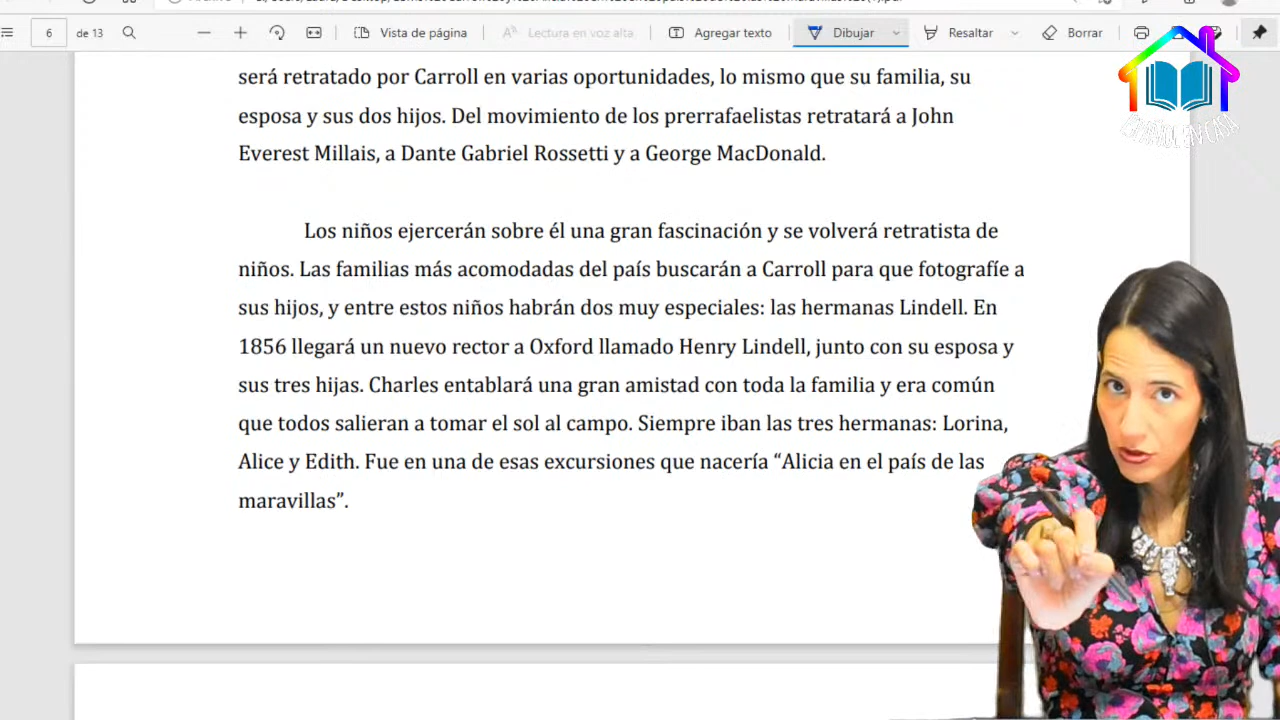 6 de 13 Vista de página Lectura en voz alta Agregar texto Dibujar Resaltar Borrar
será retratado por Carroll en varias oportunidades, lo mismo que su familia, su
esposa y sus dos hijos. Del movimiento de los prerrafaelistas retratará a John
Everest Millais, a Dante Gabriel Rossetti y a George MacDonald.
Los niños ejercerán sobre él una gran fascinación y se volverá retratista de
niños. Las familias más acomodadas del país buscarán a Carroll para que fotografíe a
sus hijos, y entre estos niños habrán dos muy especiales: las hermanas Lindell. En
1856 llegará un nuevo rector a Oxford llamado Henry Lindell, junto con su esposa y
sus tres hijas. Charles entablará una gran amistad con toda la familia y era común
que todos salieran a tomar el sol al campo. Siempre iban las tres hermanas: Lorina,
Alice y Edith. Fue en una de esas excursiones que nacería “Alicia en el país de las
maravillas”.